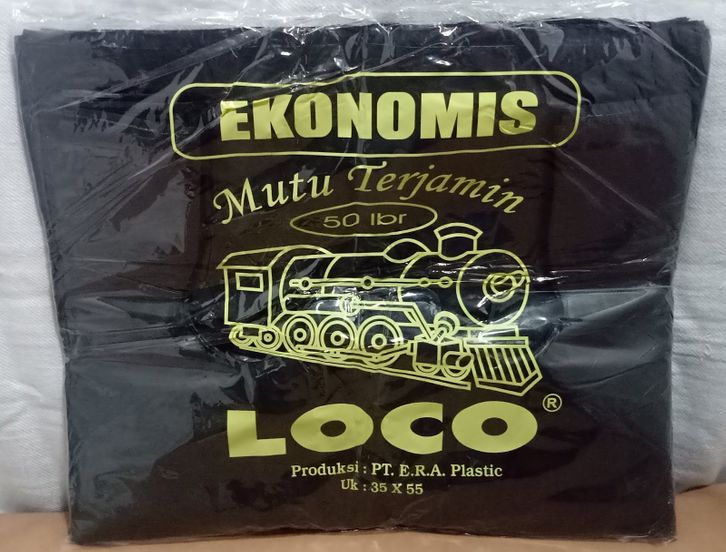 EKONOMIS
Mutu Terjamin
50 lbr
LOCO®
Produksi : PT. E.R.A. Plastic
Uk : 35 X 55